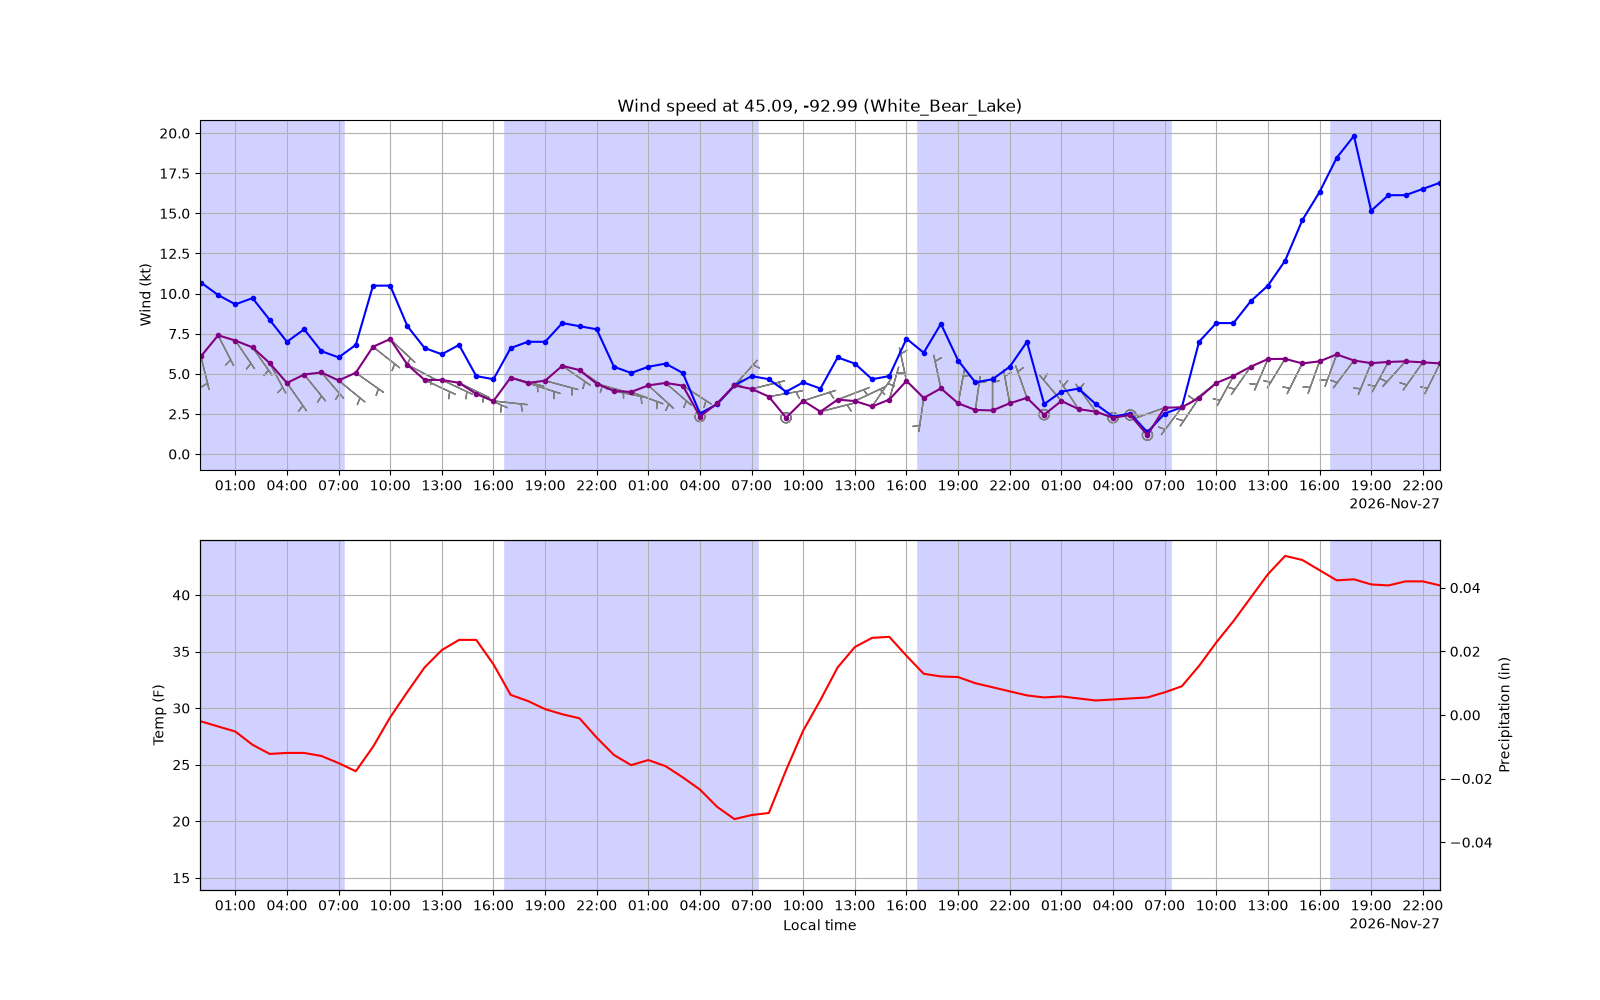 Wind speed at 45.09, -92.99 (White_Bear_Lake)
20.0
17.5
15.0
12.5
10.0
7.5
5.0
2.5
0.0
Wind (kt)
01:00 04:00 07:00 10:00 13:00 16:00 19:00 22:00 01:00 04:00 07:00 10:00 13:00 16:00 19:00 22:00 01:00 04:00 07:00 10:00 13:00 16:00 19:00 22:00
2026-Nov-27
40
35
30
25
20
15
Temp (F)
0.04
0.02
0.00
−0.02
−0.04
Precipitation (in)
01:00 04:00 07:00 10:00 13:00 16:00 19:00 22:00 01:00 04:00 07:00 10:00 13:00 16:00 19:00 22:00 01:00 04:00 07:00 10:00 13:00 16:00 19:00 22:00
Local time
2026-Nov-27